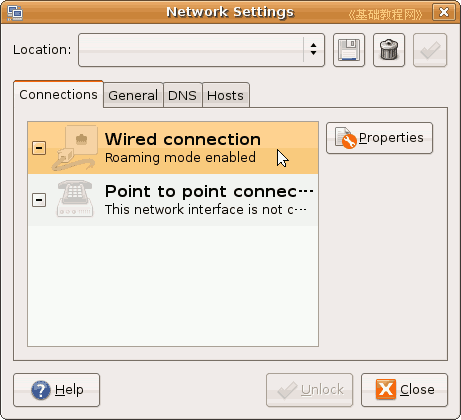 Network Settings
《基础教程网》
Location:
Connections
General
DNS
Hosts
Wired connection
Roaming mode enabled
Properties
Point to point connec···
This network interface is not c···
Help
Unlock
Close